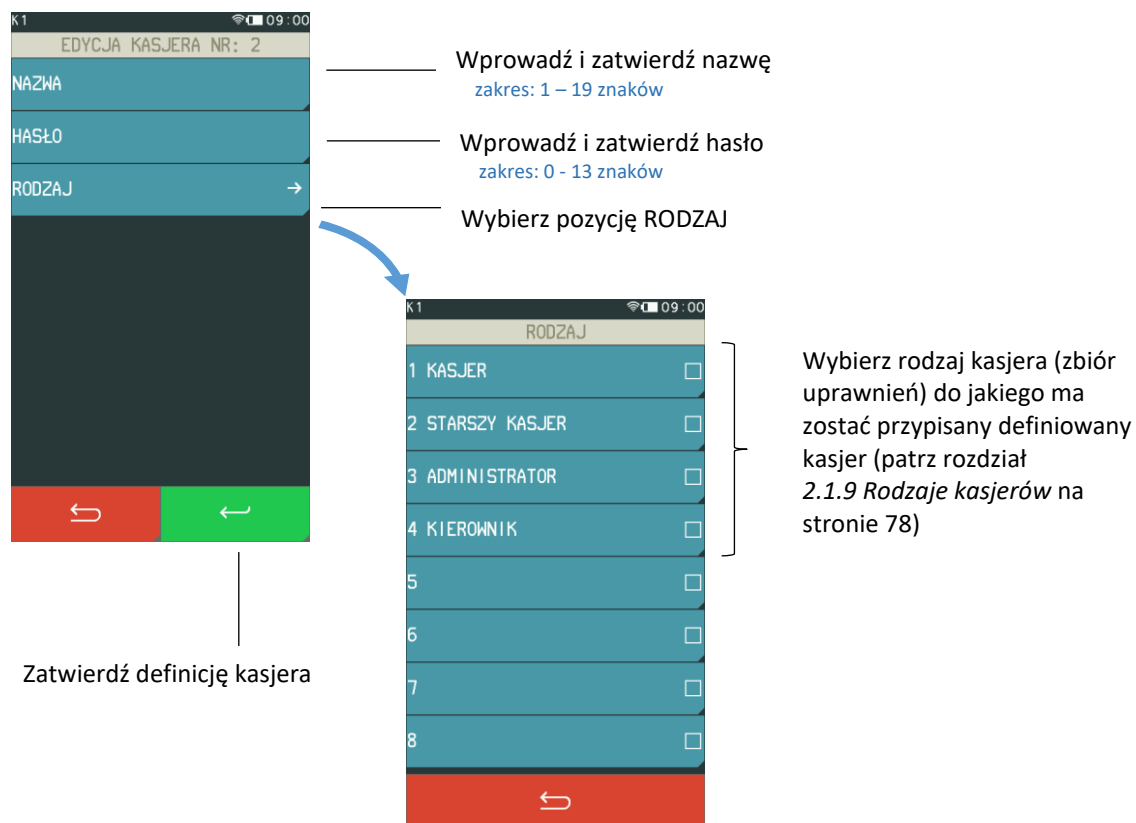 K1 09:00
EDYCJA KASJERA NR: 2
NAZWA
HASŁO
RODZAJ →
Wprowadź i zatwierdź nazwę
zakres: 1 – 19 znaków
Wprowadź i zatwierdź hasło
zakres: 0 - 13 znaków
Wybierz pozycję RODZAJ
Zatwierdź definicję kasjera
K1 09:00
RODZAJ
1 KASJER
2 STARSZY KASJER
3 ADMINISTRATOR
4 KIEROWNIK
5
6
7
8
Wybierz rodzaj kasjera (zbiór
uprawnień) do jakiego ma
zostać przypisany definiowany
kasjer (patrz rozdział
2.1.9 Rodzaje kasjerów na
stronie 78)